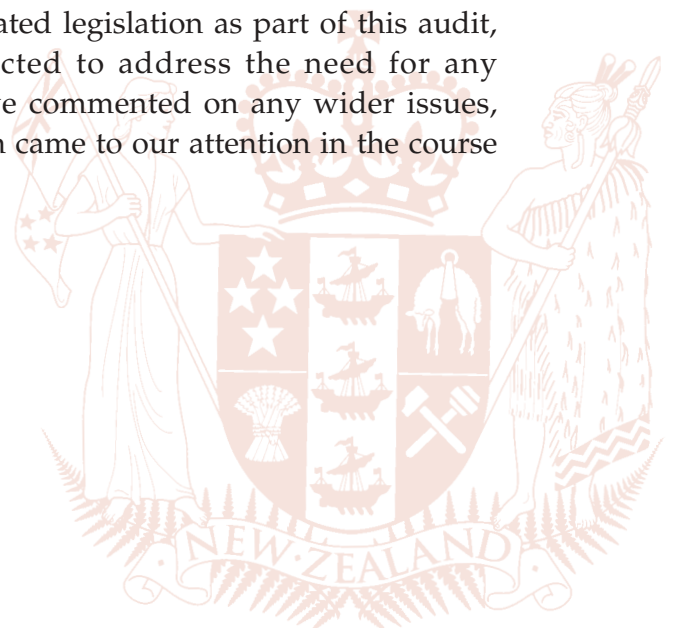 ated legislation as part of this audit,
cted to address the need for any
e commented on any wider issues,
n came to our attention in the course
NEW·ZEALAND